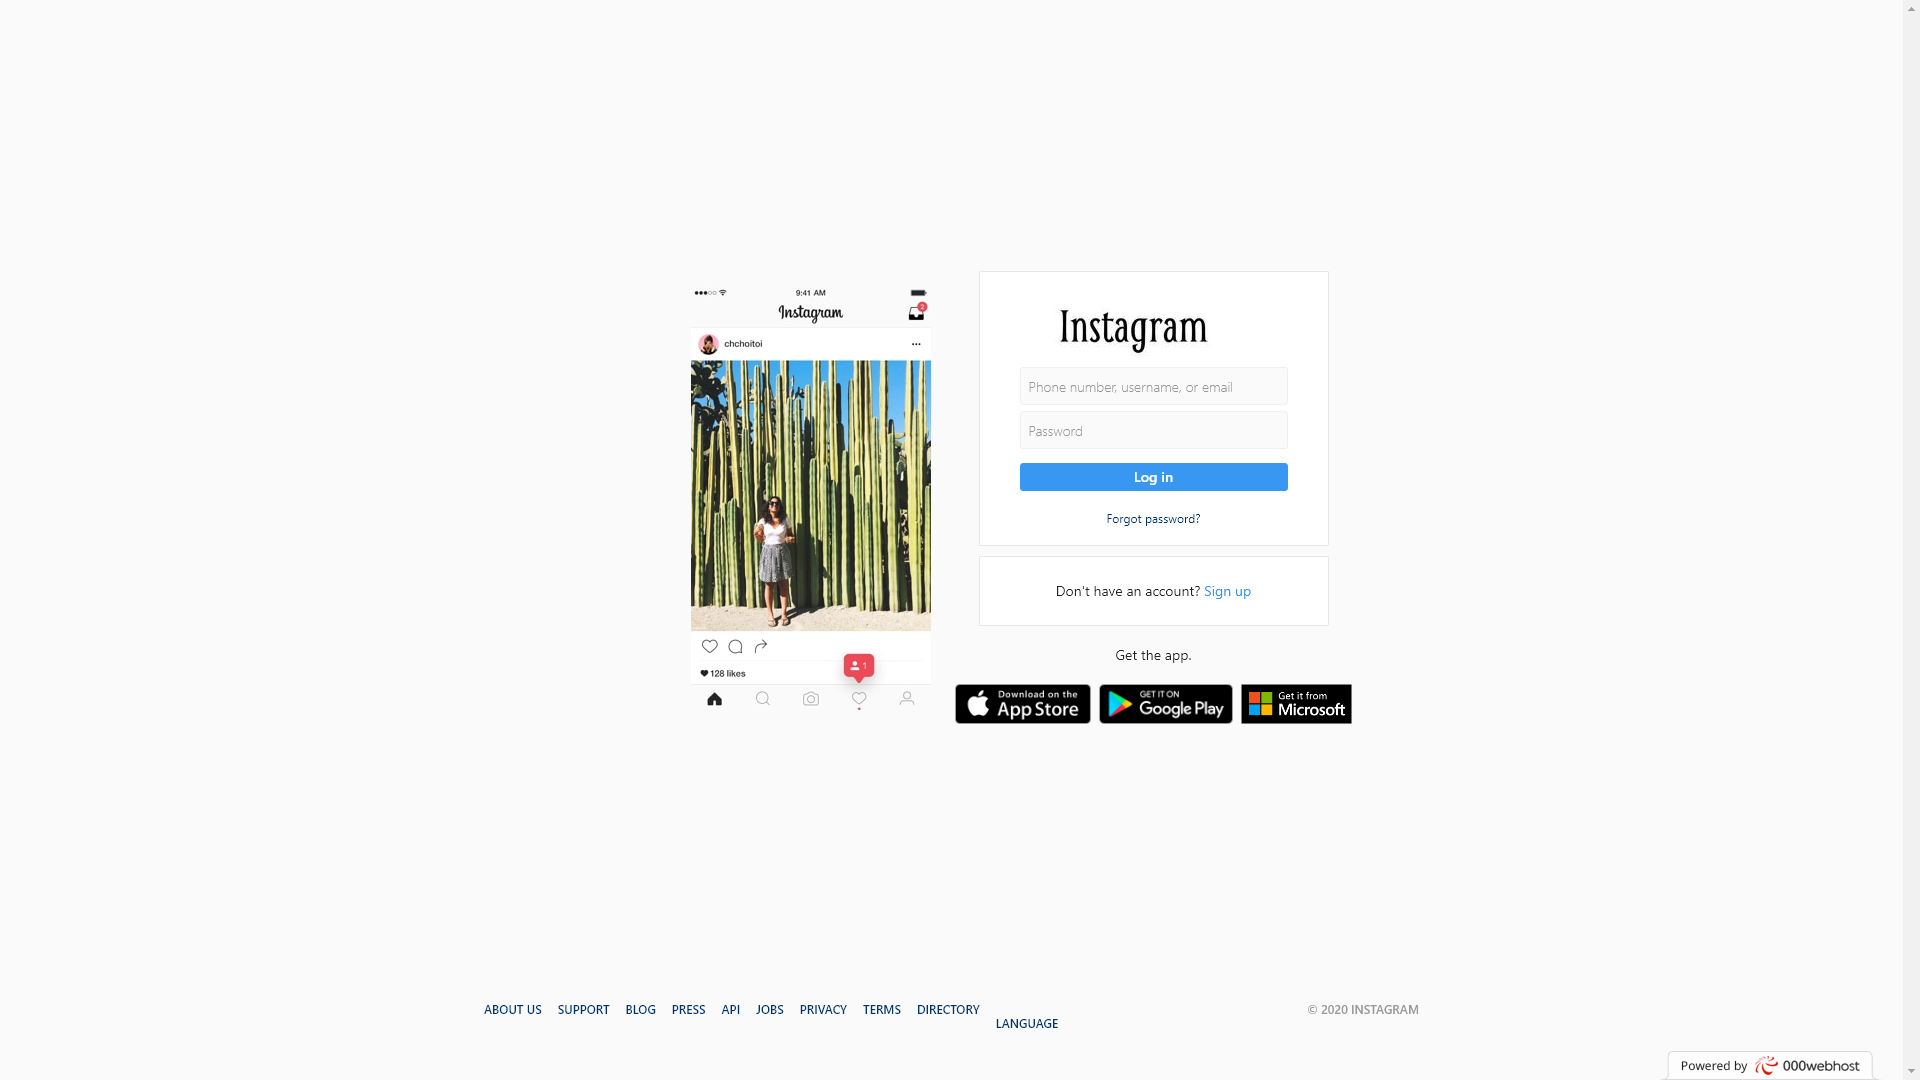 9:41 AM
Instagram
2
chchoitoi
128 likes
1
Instagram
Phone number, username, or email
Password
Log in
Forgot password?
Don't have an account? Sign up
Get the app.
Download on the
App Store
GET IT ON
Google Play
Get it from
Microsoft
ABOUT US SUPPORT BLOG PRESS API JOBS PRIVACY TERMS DIRECTORY
LANGUAGE
© 2020 INSTAGRAM
Powered by 000webhost